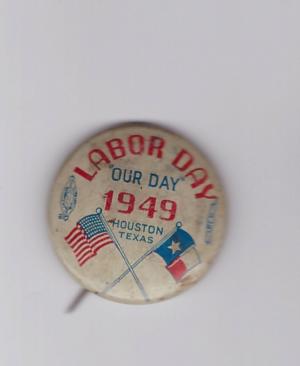 LABOR DAY
"OUR DAY"
1949
HOUSTON
TEXAS